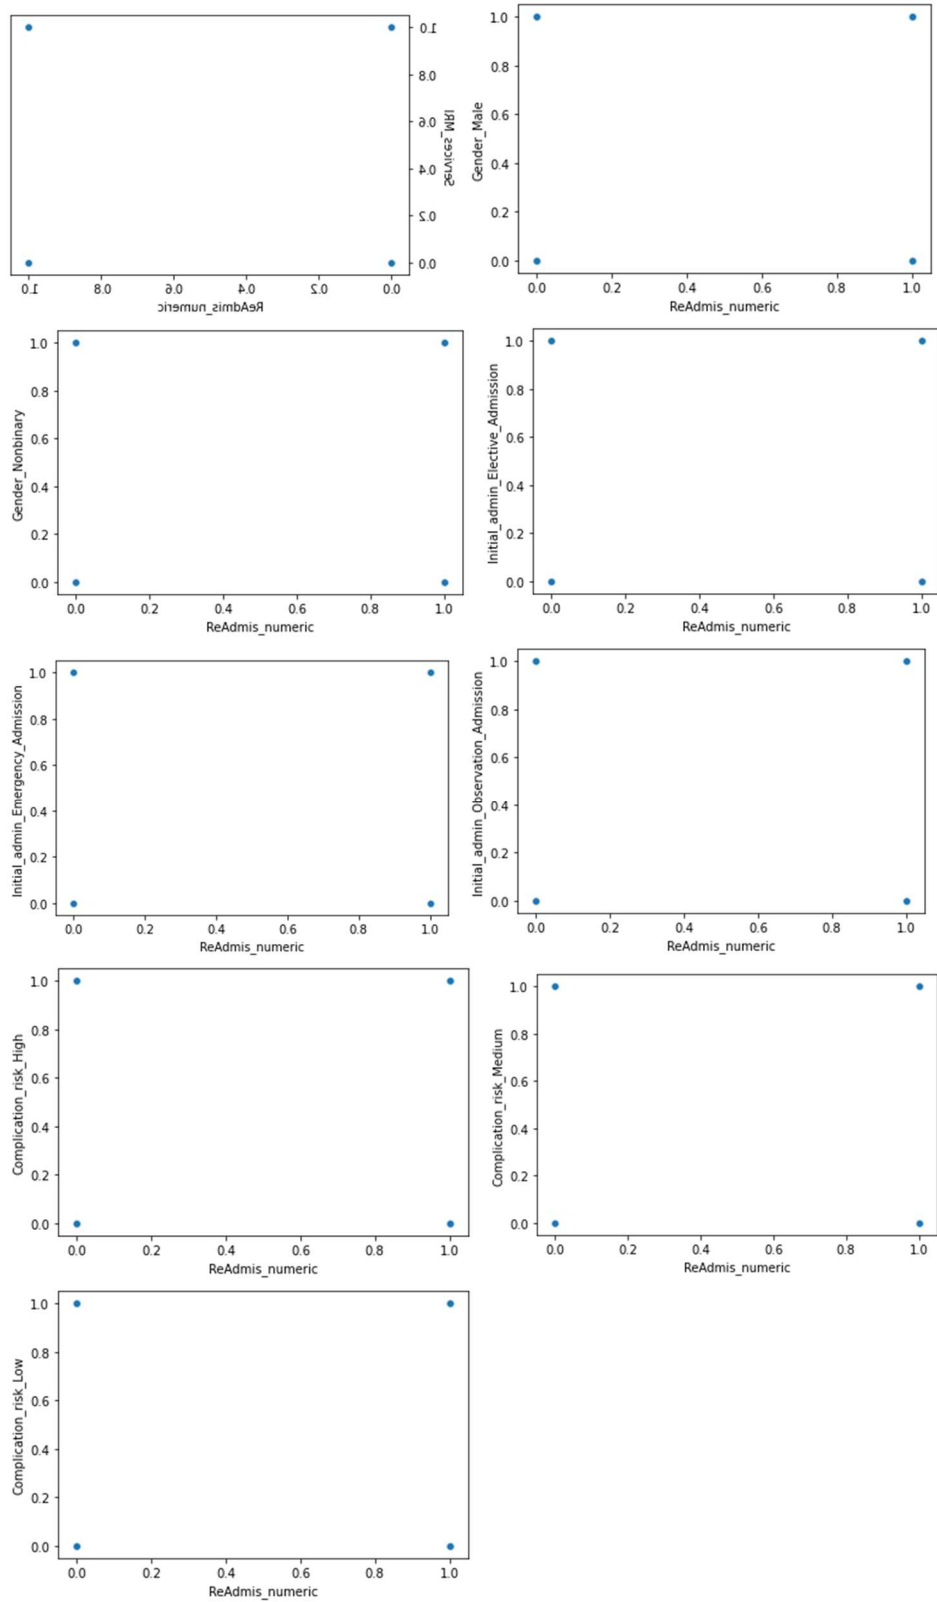 1.0
0.8
0.6
0.4
0.2
0.0
Services_MRI
1.0 0.8 0.6 0.4 0.2 0.0
ReAdmis_numeric
1.0
0.8
0.6
0.4
0.2
0.0
Gender_Male
0.0 0.2 0.4 0.6 0.8 1.0
ReAdmis_numeric
1.0
0.8
0.6
0.4
0.2
0.0
Gender_Nonbinary
0.0 0.2 0.4 0.6 0.8 1.0
ReAdmis_numeric
1.0
0.8
0.6
0.4
0.2
0.0
Initial_admin_Elective_Admission
0.0 0.2 0.4 0.6 0.8 1.0
ReAdmis_numeric
1.0
0.8
0.6
0.4
0.2
0.0
Initial_admin_Emergency_Admission
0.0 0.2 0.4 0.6 0.8 1.0
ReAdmis_numeric
1.0
0.8
0.6
0.4
0.2
0.0
Initial_admin_Observation_Admission
0.0 0.2 0.4 0.6 0.8 1.0
ReAdmis_numeric
1.0
0.8
0.6
0.4
0.2
0.0
Complication_risk_High
0.0 0.2 0.4 0.6 0.8 1.0
ReAdmis_numeric
1.0
0.8
0.6
0.4
0.2
0.0
Complication_risk_Medium
0.0 0.2 0.4 0.6 0.8 1.0
ReAdmis_numeric
1.0
0.8
0.6
0.4
0.2
0.0
Complication_risk_Low
0.0 0.2 0.4 0.6 0.8 1.0
ReAdmis_numeric